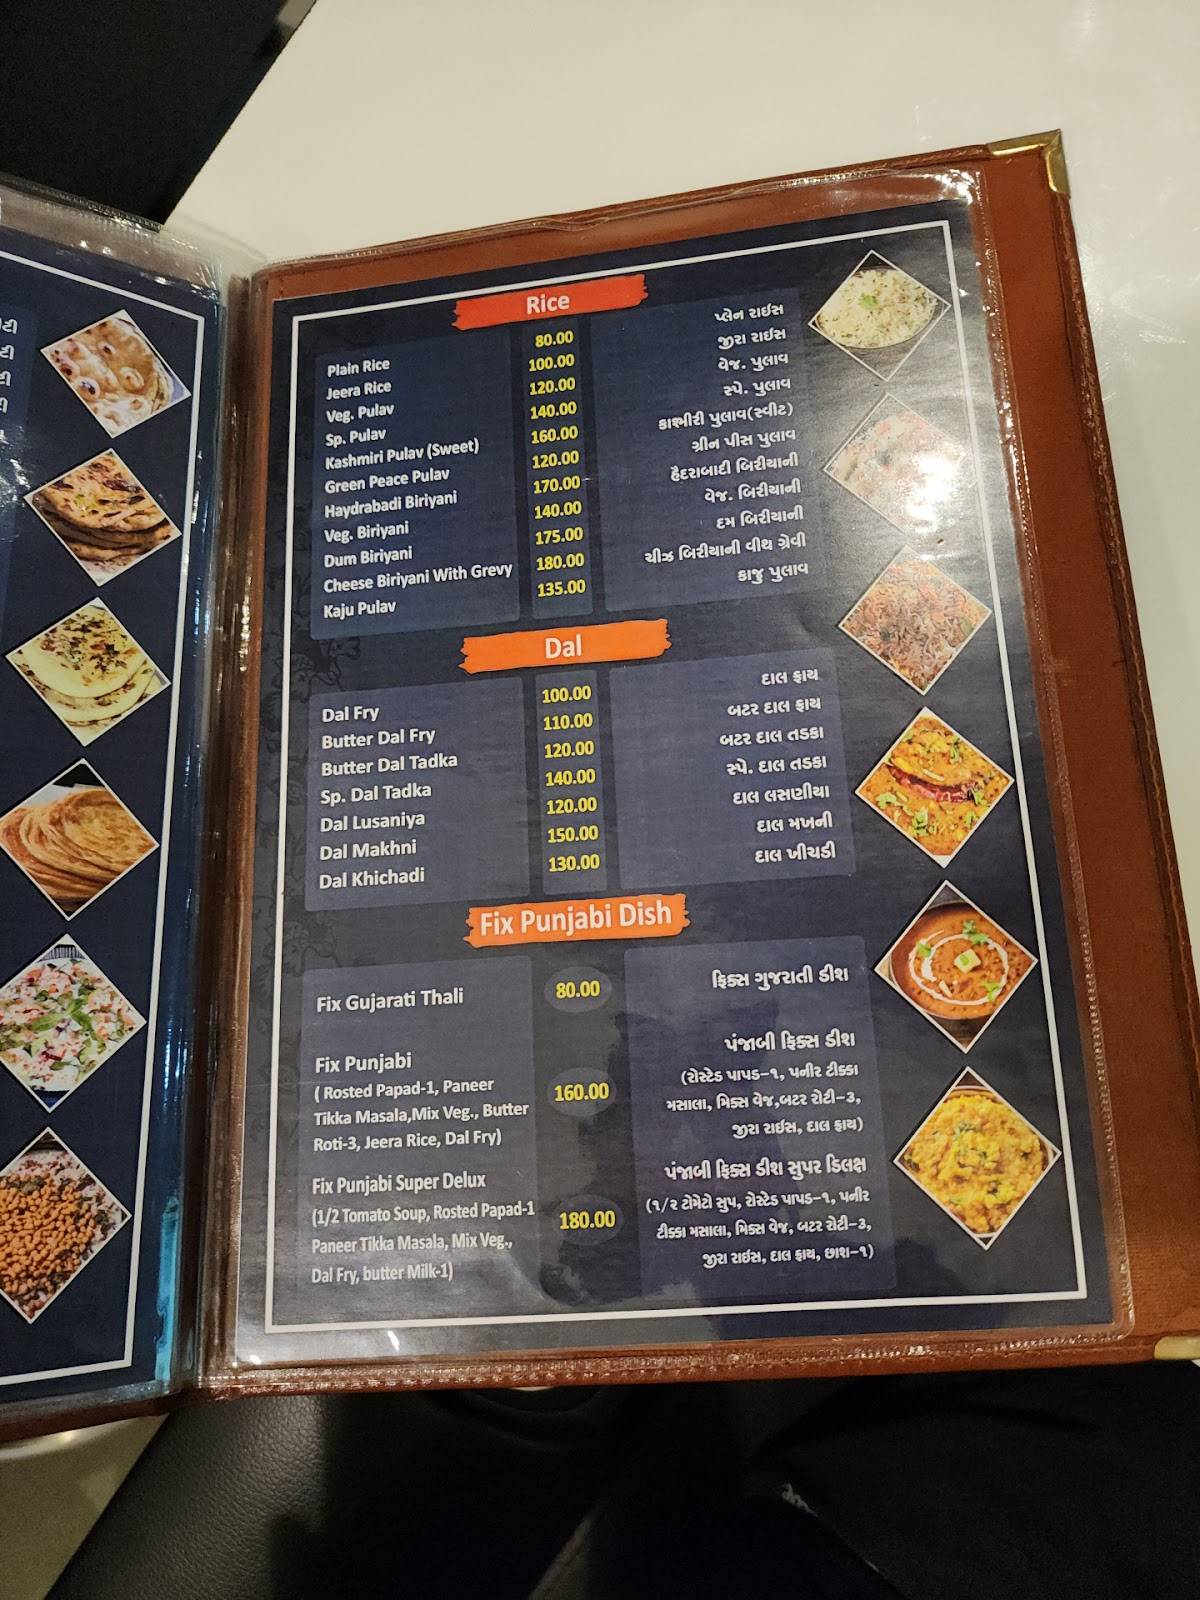 Rice
Plain Rice 80.00 પ્લેન રાઈસ
Jeera Rice 100.00 જીરા રાઈસ
Veg. Pulav 120.00 વેજ. પુલાવ
Sp. Pulav 140.00 સ્પે. પુલાવ
Kashmiri Pulav (Sweet) 160.00 કાશ્મીરી પુલાવ(સ્વીટ)
Green Peace Pulav 120.00 ગ્રીન પીસ પુલાવ
Haydrabadi Biriyani 170.00 હૈદરાબાદી બિરીયાની
Veg. Biriyani 140.00 વેજ. બિરીયાની
Dum Biriyani 175.00 દમ બિરીયાની
Cheese Biriyani With Grevy 180.00 ચીઝ બિરીયાની વીથ ગ્રેવી
Kaju Pulav 135.00 કાજુ પુલાવ
Dal
Dal Fry 100.00 દાલ ફ્રાય
Butter Dal Fry 110.00 બટર દાલ ફ્રાય
Butter Dal Tadka 120.00 બટર દાલ તડકા
Sp. Dal Tadka 140.00 સ્પે. દાલ તડકા
Dal Lusaniya 120.00 દાલ લસણીયા
Dal Makhni 150.00 દાલ મખની
Dal Khichadi 130.00 દાલ ખીચડી
Fix Punjabi Dish
Fix Gujarati Thali 80.00 ફિક્સ ગુજરાતી ડીશ
Fix Punjabi પંજાબી ફિક્સ ડીશ
( Rosted Papad-1, Paneer 160.00 (રોસ્ટેડ પાપડ-૧, પનીર ટીક્કા
Tikka Masala,Mix Veg., Butter મસાલા, મિક્સ વેજ,બટર રોટી-૩,
Roti-3, Jeera Rice, Dal Fry) જીરા રાઈસ, દાલ ફ્રાય)
Fix Punjabi Super Delux પંજાબી ફિક્સ ડીશ સુપર ડિલક્ષ
(1/2 Tomato Soup, Rosted Papad-1 180.00 (૧/૨ ટોમેટો સુપ, રોસ્ટેડ પાપડ-૧, પનીર
Paneer Tikka Masala, Mix Veg., ટીક્કા મસાલા, મિક્સ વેજ, બટર રોટી-૩,
Dal Fry, butter Milk-1) જીરા રાઈસ, દાલ ફ્રાય, છાશ-૧)